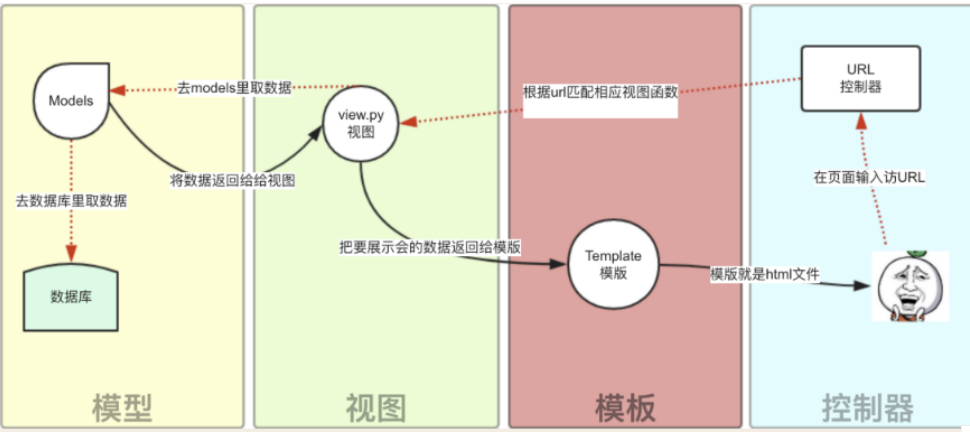 URL
控制器
去models里取数据
根据url匹配相应视图函数
Models
view.py
视图
在页面输入访URL
将数据返回给给视图
去数据库里取数据
把要展示会的数据返回给模版
Template
模版
模版就是html文件
数据库
模型
视图
模板
控制器